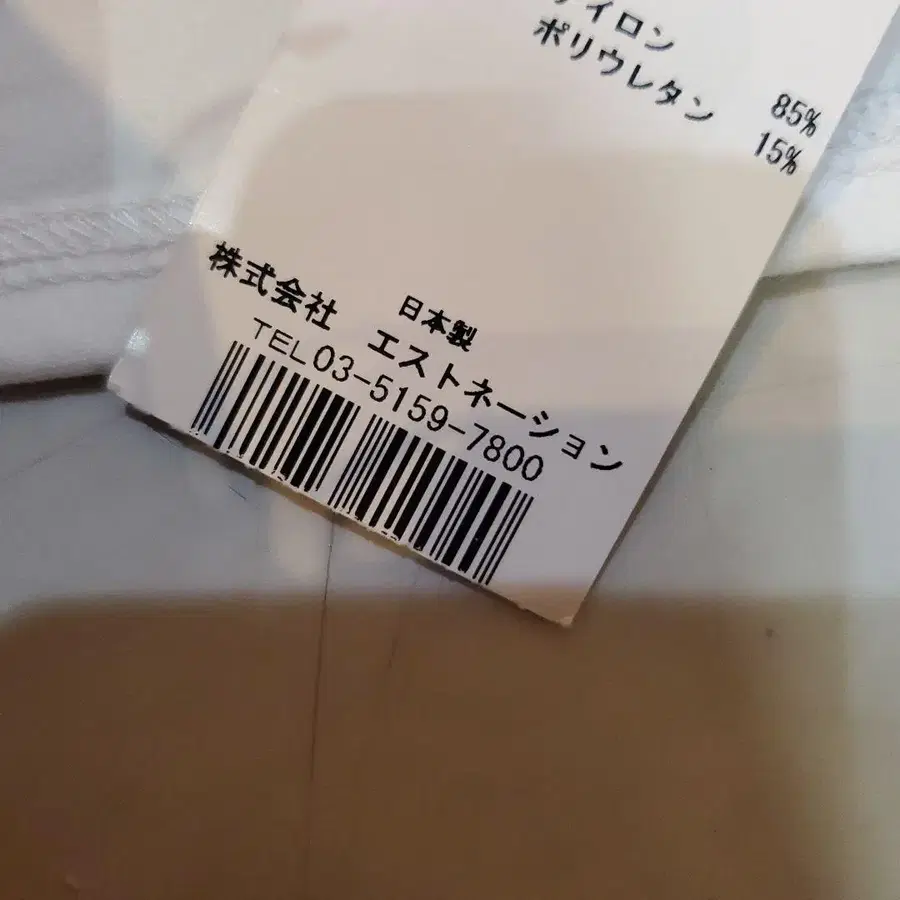 ナイロン 85%
ポリウレタン 15%
日本製
株式会社 エストネーション
TEL03-5159-7800